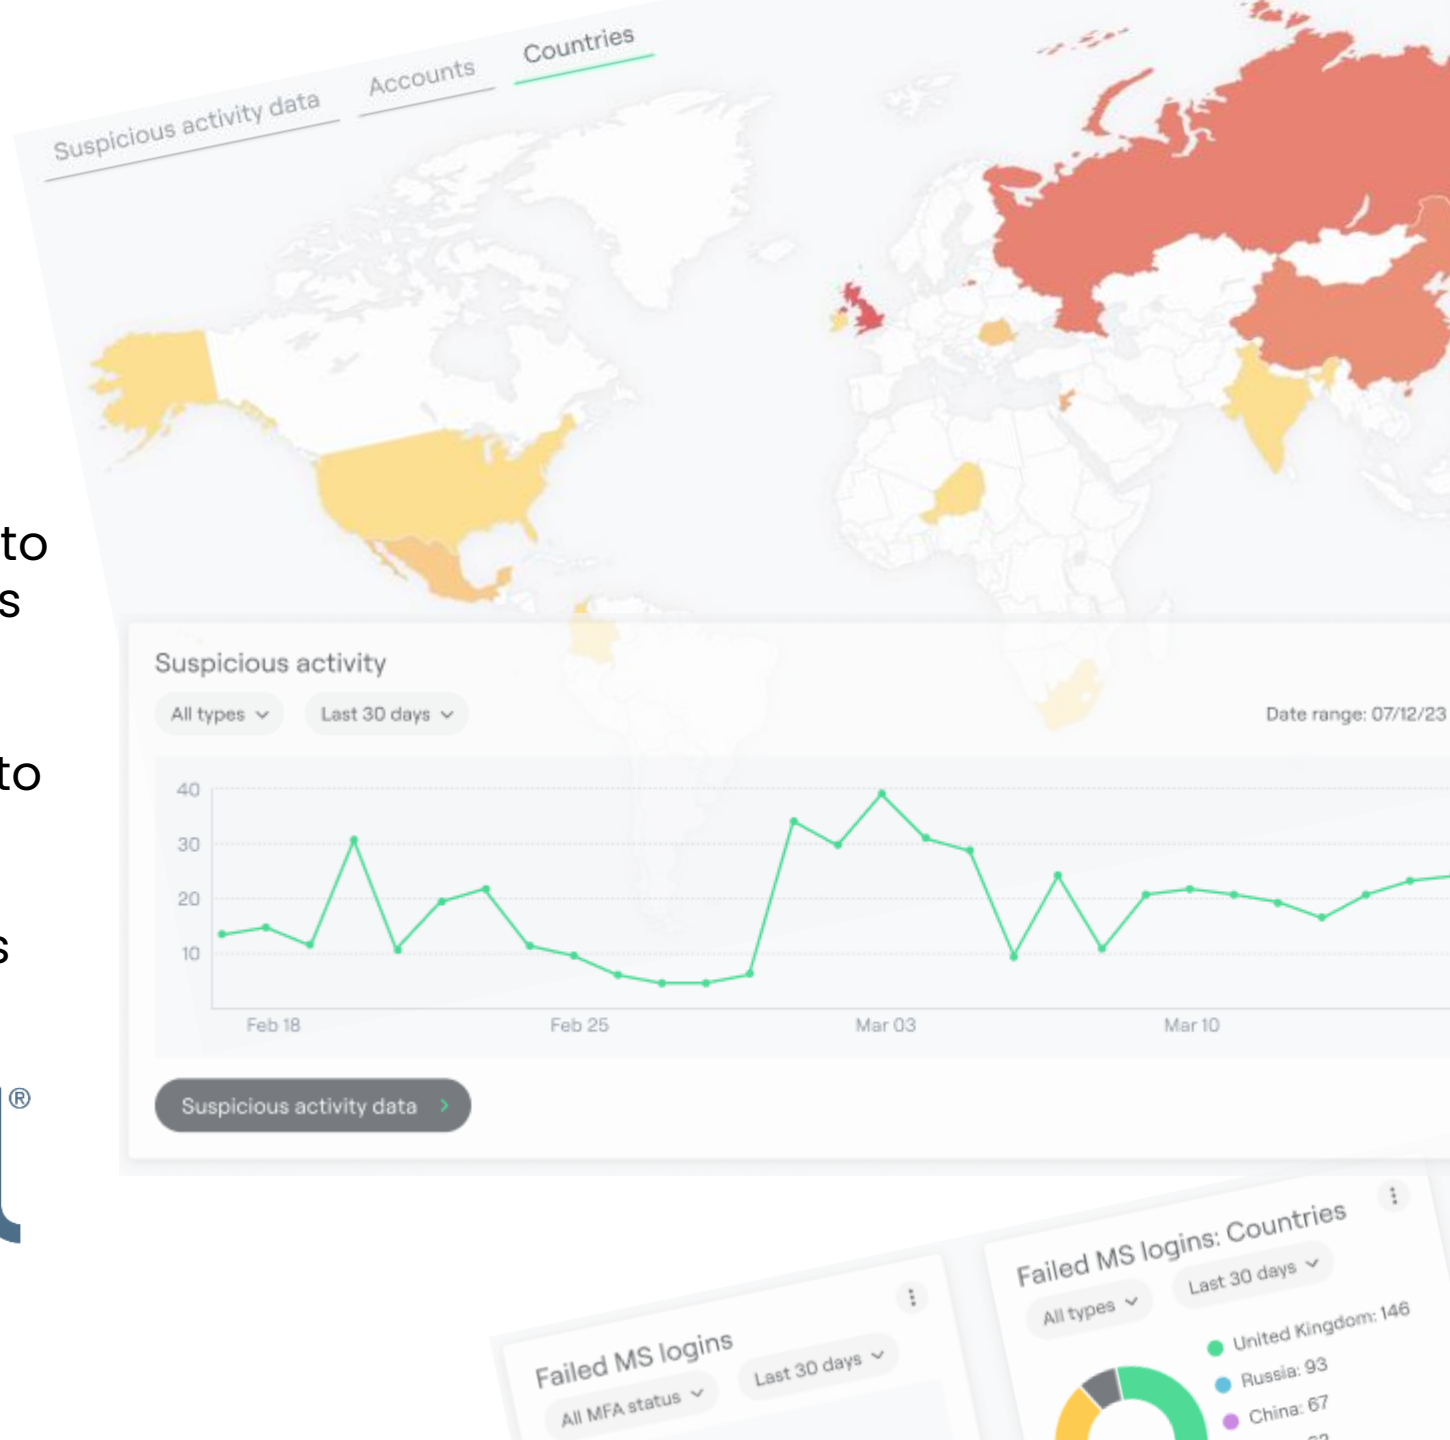 Suspicious activity data
Accounts
Countries
to
s
to
s
®
Suspicious activity
All types
Last 30 days
Date range: 07/12/23
40
30
20
10
Feb 18
Feb 25
Mar 03
Mar 10
Suspicious activity data
Failed MS logins
All MFA status
Last 30 days
Failed MS logins: Countries
All types
Last 30 days
United Kingdom: 146
Russia: 93
China: 67